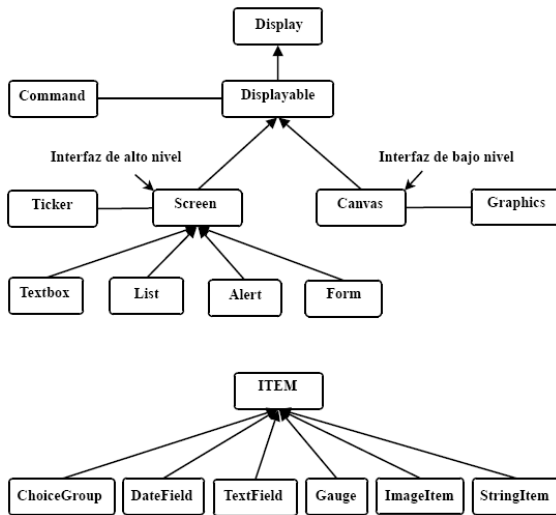 Display
Command
Displayable
Interfaz de alto nivel
Interfaz de bajo nivel
Ticker
Screen
Canvas
Graphics
Textbox
List
Alert
Form
ITEM
ChoiceGroup
DateField
TextField
Gauge
ImageItem
StringItem